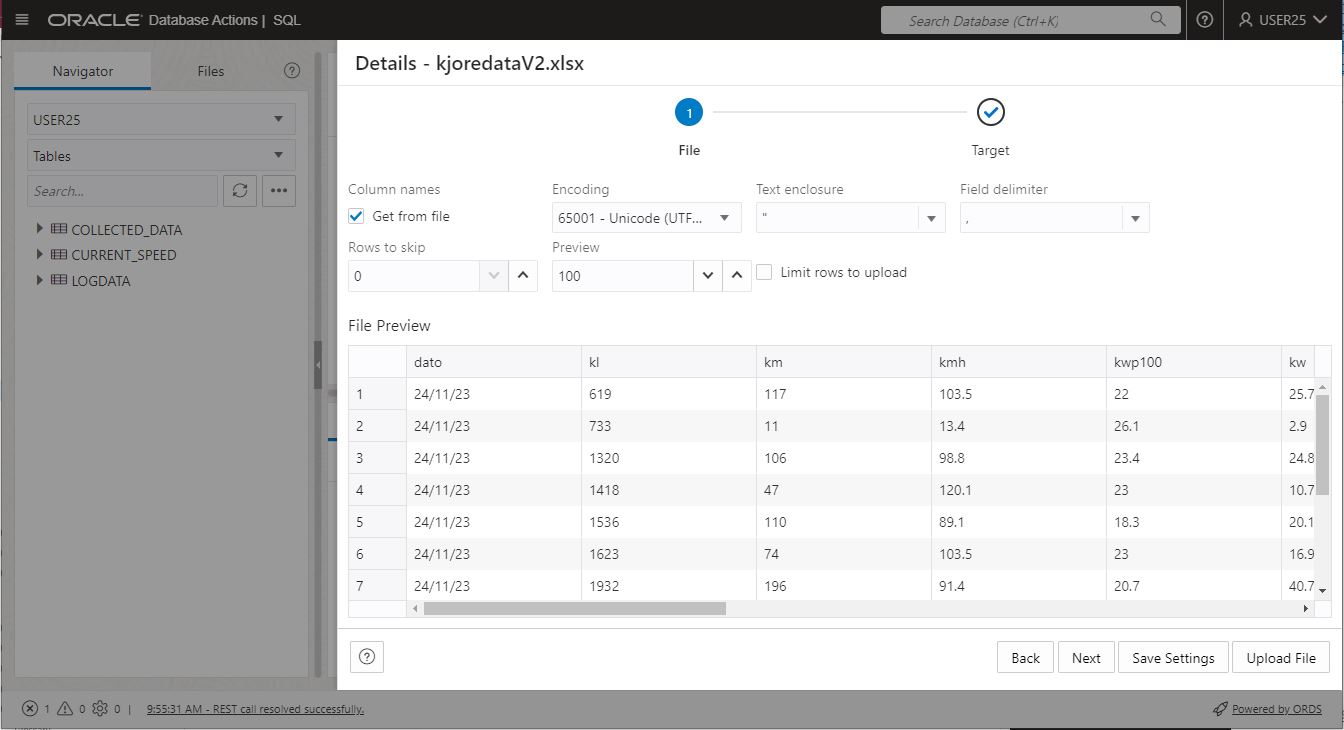 ORACLE Database Actions | SQL
Search Database (Ctrl+K)
USER25
Navigator
Files
USER25
Tables
Search...
COLLECTED_DATA
CURRENT_SPEED
LOGDATA
Details - kjoredataV2.xlsx
1
File
Target
Column names
Encoding
Text enclosure
Field delimiter
Get from file
65001 - Unicode (UTF...
"
,
Rows to skip
Preview
0
100
Limit rows to upload
File Preview
dato kl km kmh kwp100 kw
1 24/11/23 619 117 103.5 22 25.7
2 24/11/23 733 11 13.4 26.1 2.9
3 24/11/23 1320 106 98.8 23.4 24.8
4 24/11/23 1418 47 120.1 23 10.7
5 24/11/23 1536 110 89.1 18.3 20.1
6 24/11/23 1623 74 103.5 23 16.9
7 24/11/23 1932 196 91.4 20.7 40.7
Back
Next
Save Settings
Upload File
1 0 0 | 9:55:31 AM - REST call resolved successfully.
Powered by ORDS